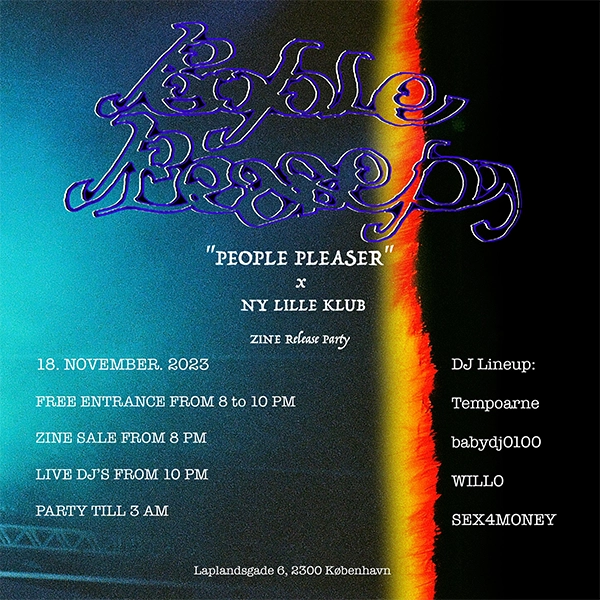 People
Pleaser
"PEOPLE PLEASER"
x
NY LILLE KLUB
ZINE Release Party
18. NOVEMBER. 2023
FREE ENTRANCE FROM 8 to 10 PM
ZINE SALE FROM 8 PM
LIVE DJ'S FROM 10 PM
PARTY TILL 3 AM
DJ Lineup:
Tempoarne
babydj0100
WILLO
SEX4MONEY
Laplandsgade 6, 2300 København